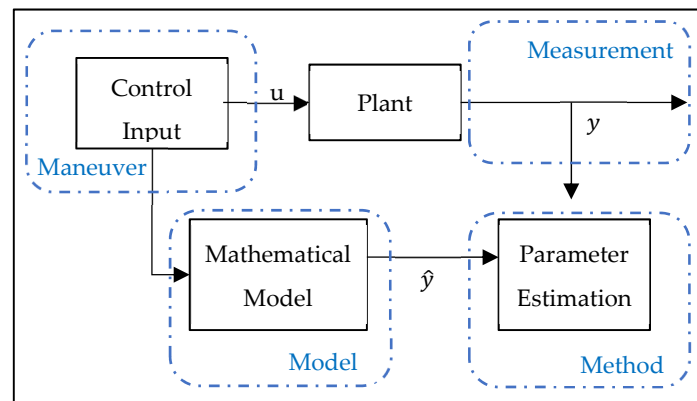 Measurement
Control
Input
u
Plant
y
Maneuver
Mathematical
Model
ŷ
Parameter
Estimation
Model
Method